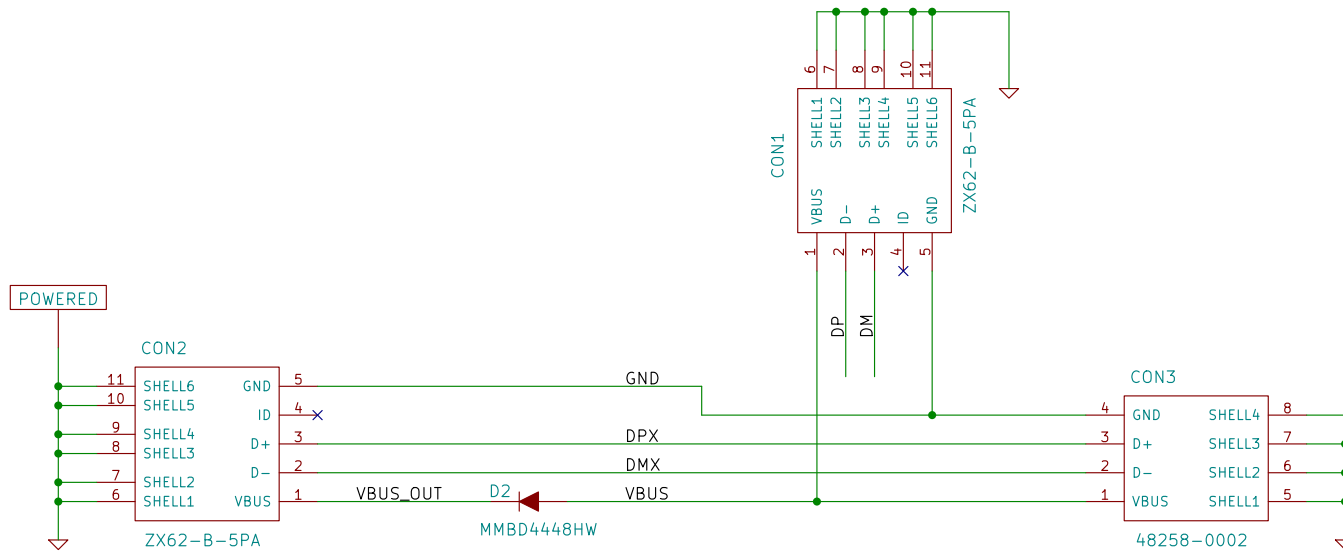 6 7 8 9 10 11
SHELL1 SHELL2 SHELL3 SHELL4 SHELL5 SHELL6
CON1
ZX62-B-5PA
VBUS D- D+ ID GND
1 2 3 4 5
DP DM
POWERED
CON2
11 SHELL6 GND 5
10 SHELL5 ID 4
9 SHELL4
8 SHELL3 D+ 3
7 SHELL2 D- 2
6 SHELL1 VBUS 1
ZX62-B-5PA
GND
DPX
DMX
VBUS_OUT D2 VBUS
MMBD4448HW
CON3
4 GND SHELL4 8
3 D+ SHELL3 7
2 D- SHELL2 6
1 VBUS SHELL1 5
48258-0002